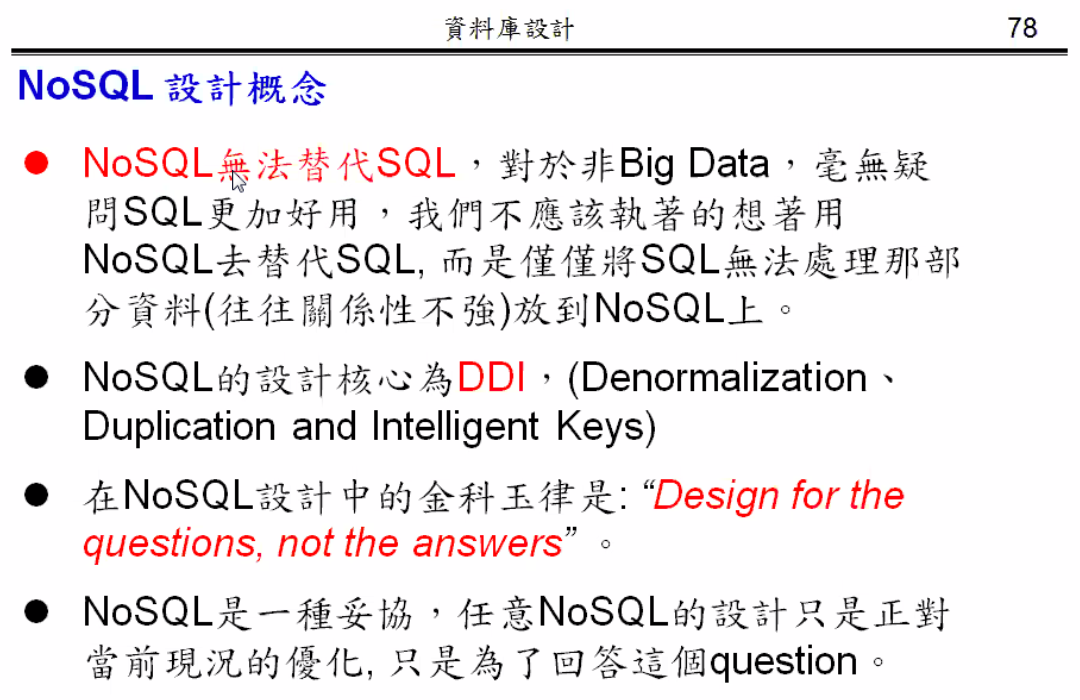 資料庫設計
78
NoSQL 設計概念
NoSQL無法替代SQL，對於非Big Data，毫無疑
問SQL更加好用，我們不應該執著的想著用
NoSQL去替代SQL, 而是僅僅將SQL無法處理那部
分資料(往往關係性不強)放到NoSQL上。
NoSQL的設計核心為DDI，(Denormalization、
Duplication and Intelligent Keys)
在NoSQL設計中的金科玉律是: “Design for the
questions, not the answers” 。
NoSQL是一種妥協，任意NoSQL的設計只是正對
當前現況的優化, 只是為了回答這個question。